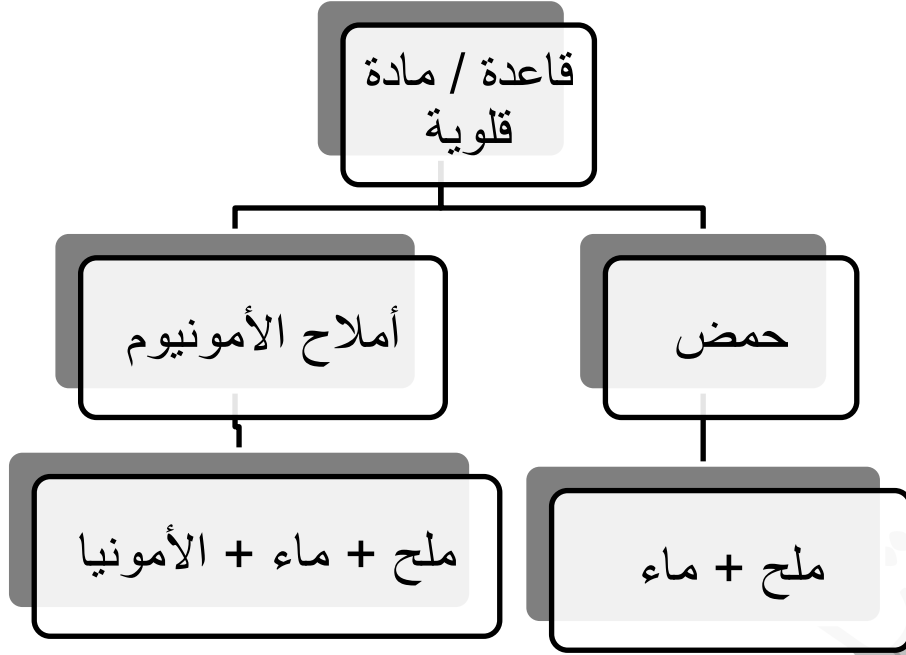 قاعدة / مادة
قلوية
حمض
أملاح الأمونيوم
ملح + ماء
ملح + ماء + الأمونيا